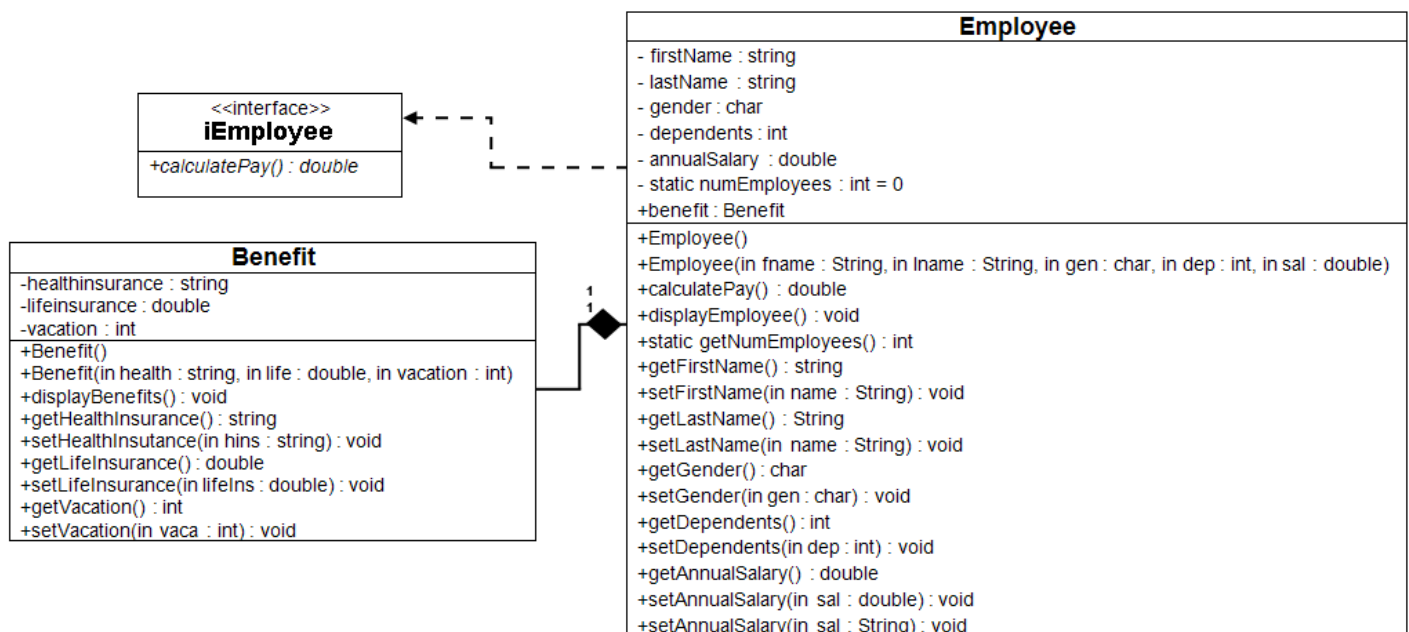 <<interface>>
iEmployee
+calculatePay() : double
Benefit
-healthinsurance : string
-lifeinsurance : double
-vacation : int
+Benefit()
+Benefit(in health : string, in life : double, in vacation : int)
+displayBenefits() : void
+getHealthInsurance() : string
+setHealthInsutance(in hins : string) : void
+getLifeInsurance() : double
+setLifeInsurance(in lifeIns : double) : void
+getVacation() : int
+setVacation(in vaca : int) : void
1
1
Employee
- firstName : string
- lastName : string
- gender : char
- dependents : int
- annualSalary : double
- static numEmployees : int = 0
+benefit : Benefit
+Employee()
+Employee(in fname : String, in lname : String, in gen : char, in dep : int, in sal : double)
+calculatePay() : double
+displayEmployee() : void
+static getNumEmployees() : int
+getFirstName() : string
+setFirstName(in name : String) : void
+getLastName() : String
+setLastName(in name : String) : void
+getGender() : char
+setGender(in gen : char) : void
+getDependents() : int
+setDependents(in dep : int) : void
+getAnnualSalary() : double
+setAnnualSalary(in sal : double) : void
+setAnnualSalary(in sal : String) : void